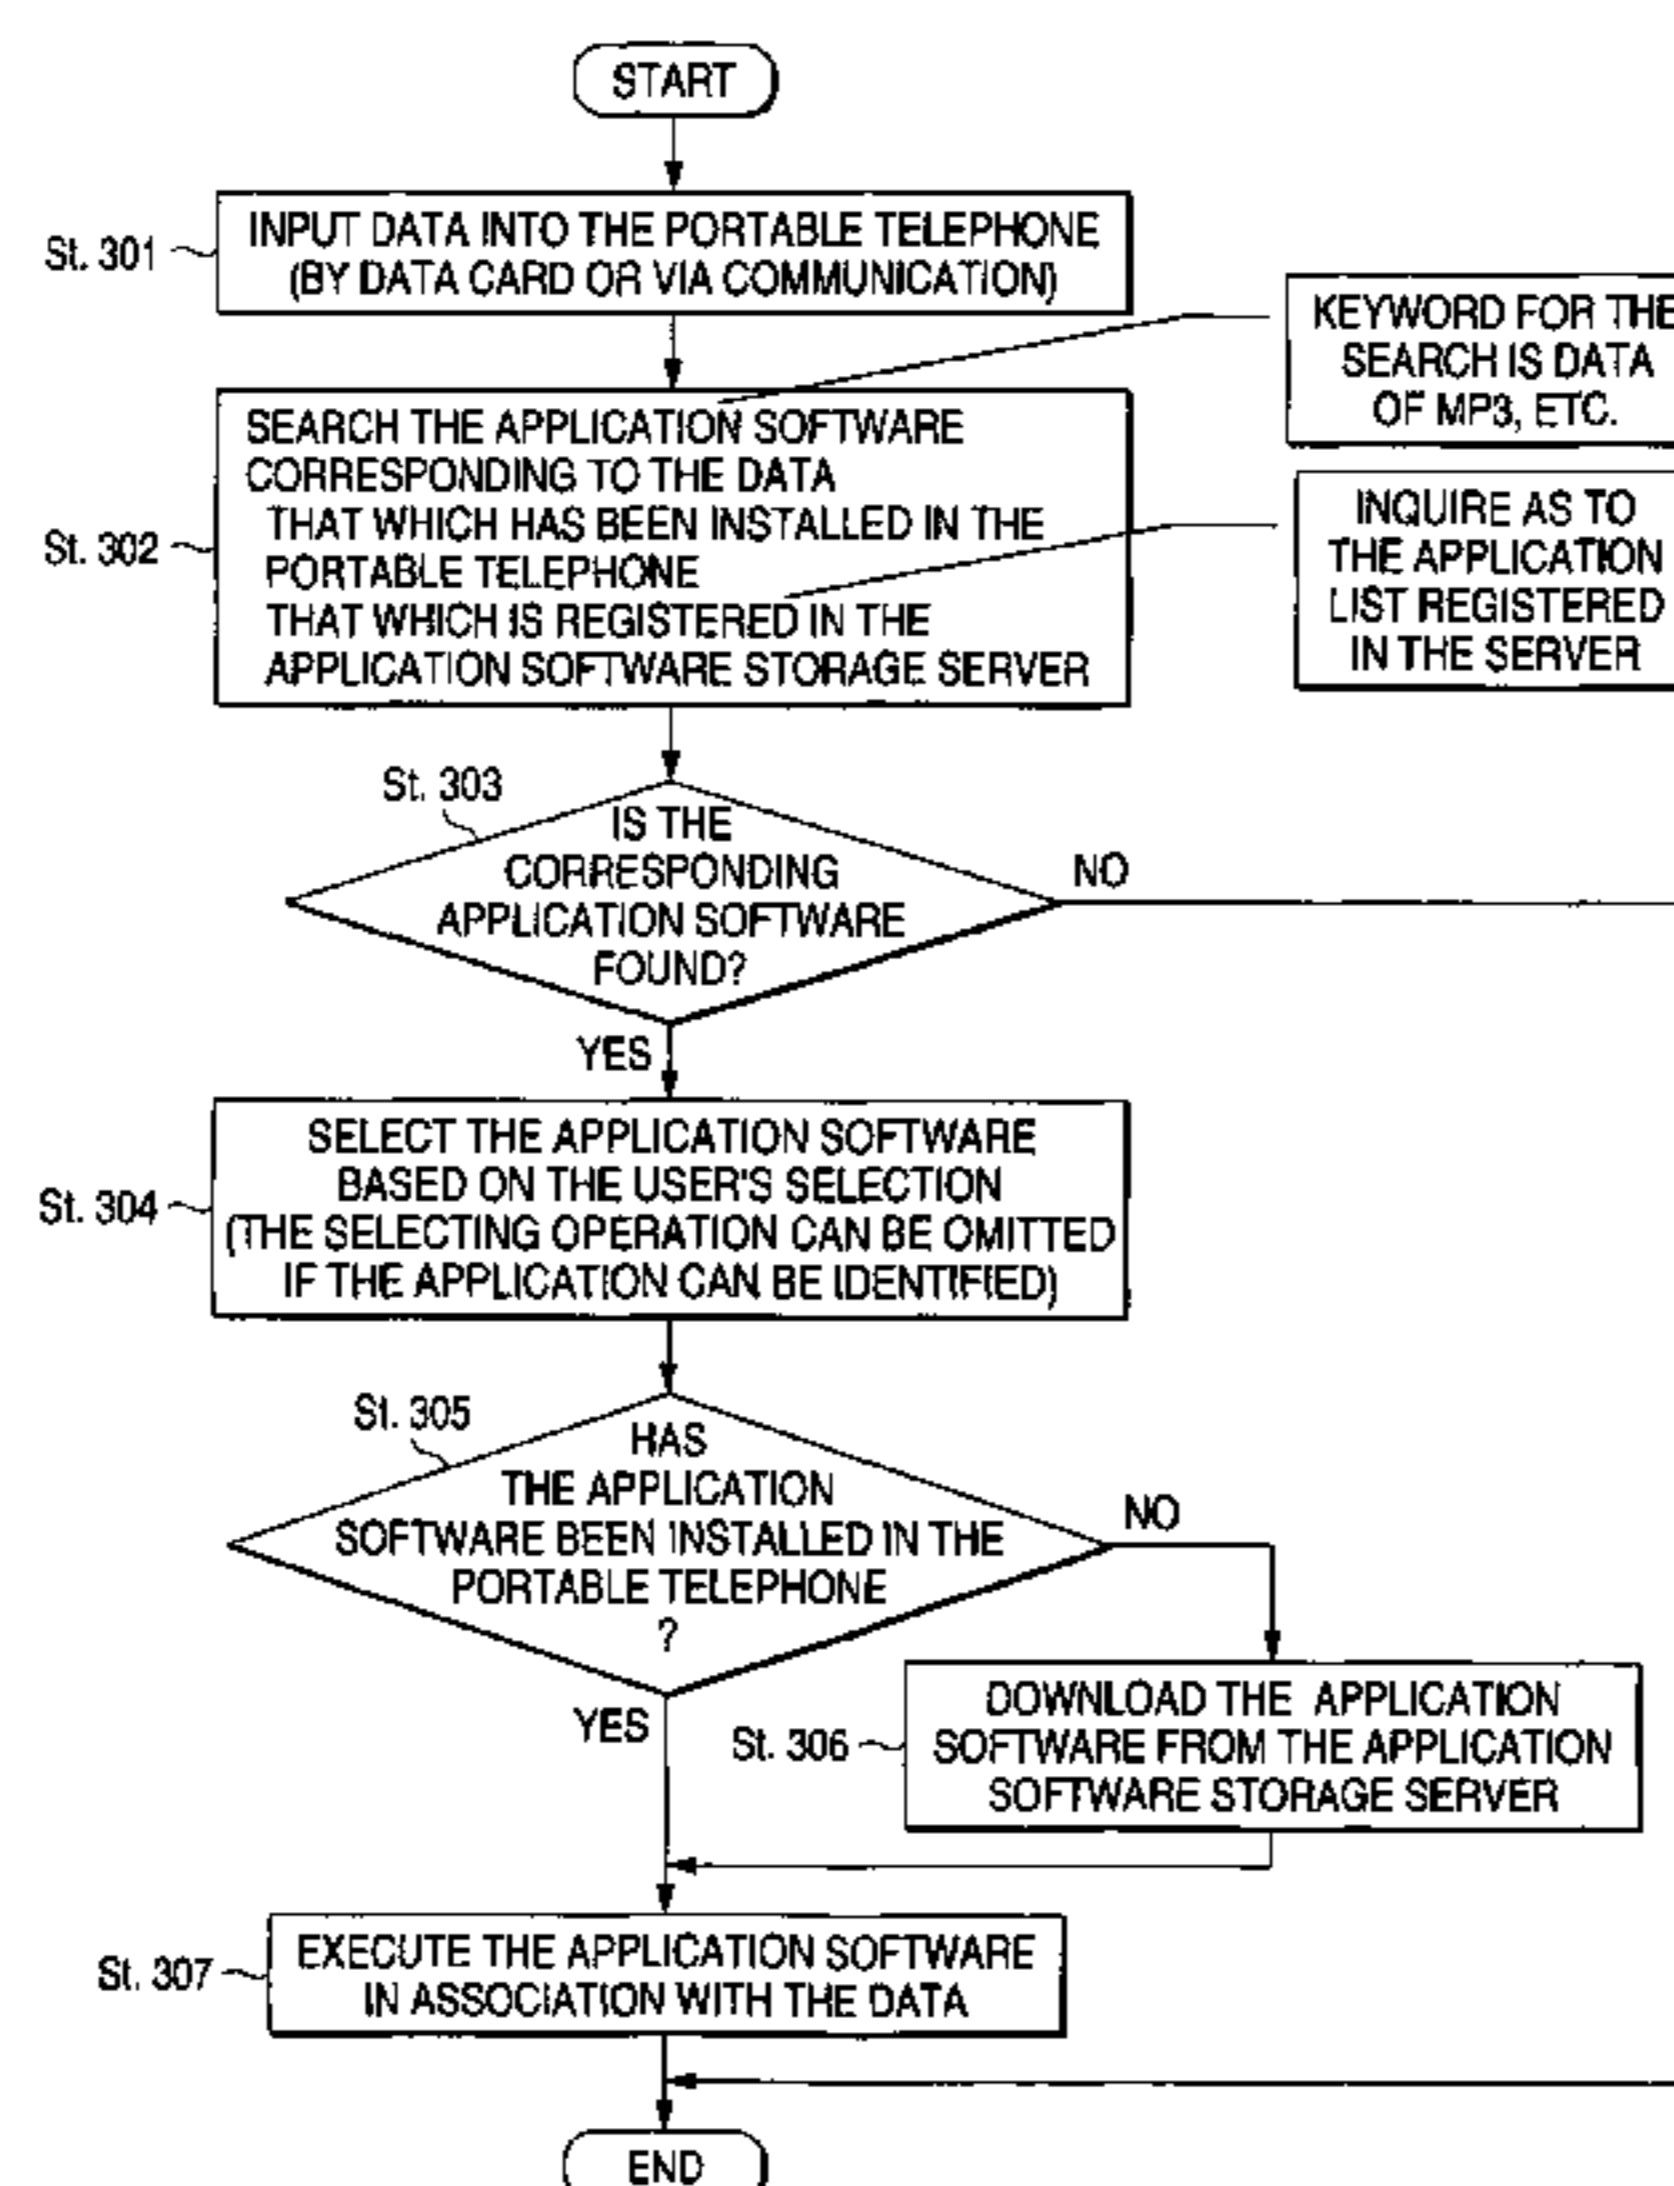 START
St. 301
INPUT DATA INTO THE PORTABLE TELEPHONE
(BY DATA CARD OR VIA COMMUNICATION)
KEYWORD FOR THE
SEARCH IS DATA
OF MP3, ETC.
St. 302
SEARCH THE APPLICATION SOFTWARE
CORRESPONDING TO THE DATA
THAT WHICH HAS BEEN INSTALLED IN THE
PORTABLE TELEPHONE
THAT WHICH IS REGISTERED IN THE
APPLICATION SOFTWARE STORAGE SERVER
INQUIRE AS TO
THE APPLICATION
LIST REGISTERED
IN THE SERVER
St. 303
IS THE
CORRESPONDING
APPLICATION SOFTWARE
FOUND?
NO
YES
St. 304
SELECT THE APPLICATION SOFTWARE
BASED ON THE USER'S SELECTION
(THE SELECTING OPERATION CAN BE OMITTED
IF THE APPLICATION CAN BE IDENTIFIED)
St. 305
HAS
THE APPLICATION
SOFTWARE BEEN INSTALLED IN THE
PORTABLE TELEPHONE
?
NO
YES
St. 306
DOWNLOAD THE APPLICATION
SOFTWARE FROM THE APPLICATION
SOFTWARE STORAGE SERVER
St. 307
EXECUTE THE APPLICATION SOFTWARE
IN ASSOCIATION WITH THE DATA
END